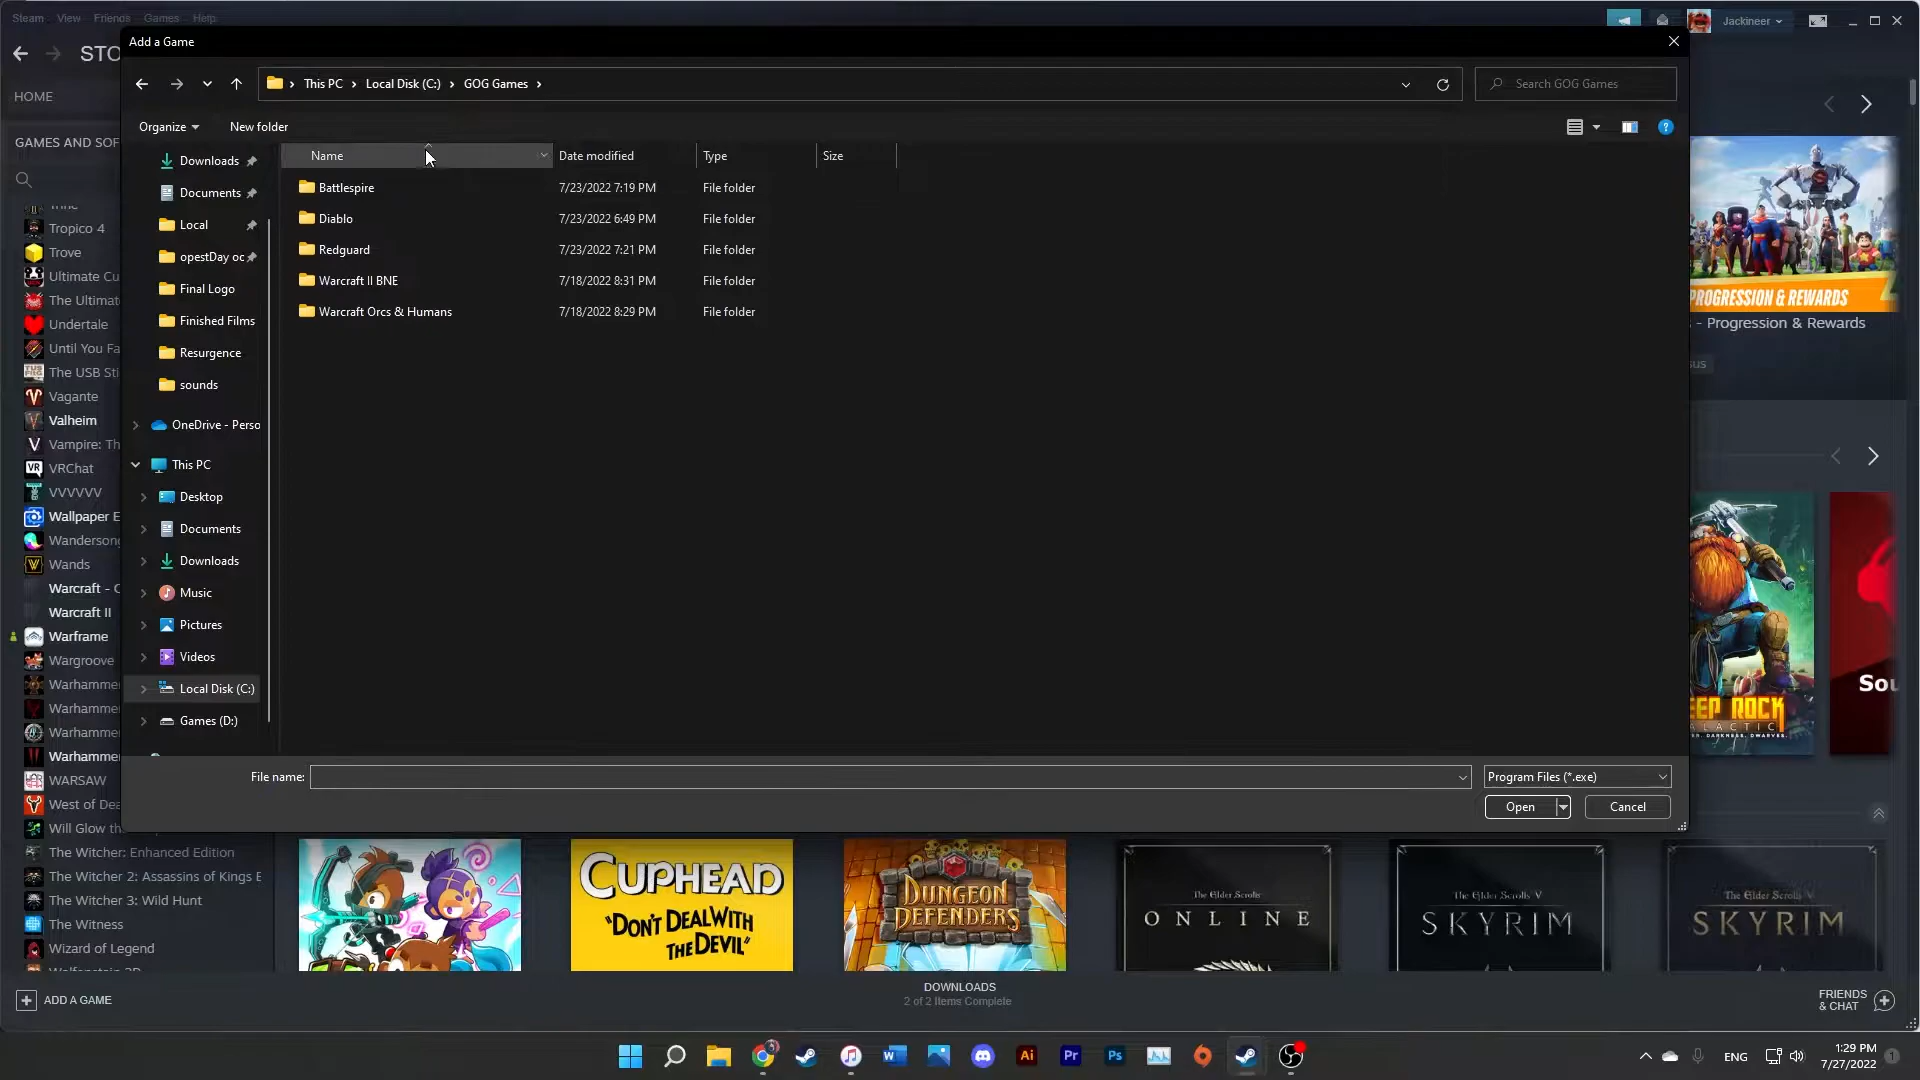 Steam View Friends Games Help
Jackineer
STO
Add a Game
This PC > Local Disk (C:) > GOG Games >
Search GOG Games
HOME
Organize
New folder
GAMES AND SOF
Name Date modified Type Size
Downloads
Documents
Local
opestDay oc
Final Logo
Finished Films
Resurgence
sounds
OneDrive - Perso
This PC
Desktop
Documents
Downloads
Music
Pictures
Videos
Local Disk (C:)
Games (D:)
Battlespire 7/23/2022 7:19 PM File folder
Diablo 7/23/2022 6:49 PM File folder
Redguard 7/23/2022 7:21 PM File folder
Warcraft II BNE 7/18/2022 8:31 PM File folder
Warcraft Orcs & Humans 7/18/2022 8:29 PM File folder
File name:
Program Files (*.exe)
Open
Cancel
Tropico 4
Trove
Ultimate Cu
The Ultimat
Undertale
Until You Fa
The USB Sti
Vagante
Valheim
Vampire: Th
VRChat
VVVVVV
Wallpaper E
Wandersong
Wands
Warcraft - O
Warcraft II
Warframe
Wargroove
Warhamme
Warhamme
Warhamme
Warhamme
WARSAW
West of Dea
Will Glow th
The Witcher: Enhanced Edition
The Witcher 2: Assassins of Kings E
The Witcher 3: Wild Hunt
The Witness
Wizard of Legend
PROGRESSION & REWARDS
- Progression & Rewards
sus
EEP ROCK
ALACTIC
Sou
CUPHEAD
"DON'T DEAL WITH
THE DEVIL"
DUNGEON
DEFENDERS
The Elder Scrolls
ONLINE
The Elder Scrolls V
SKYRIM
The Elder Scrolls V
SKYRIM
ADD A GAME
DOWNLOADS
2 of 2 Items Complete
FRIENDS
& CHAT
ENG
1:29 PM
7/27/2022